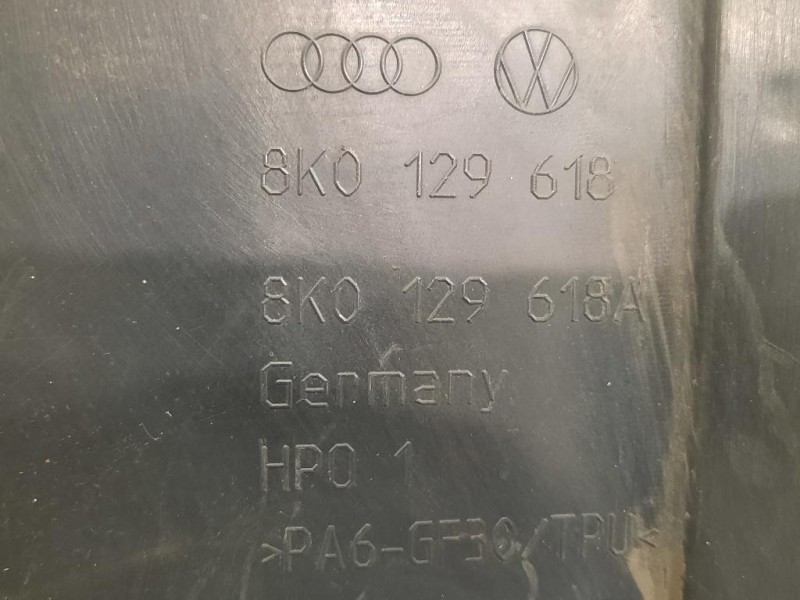 8K0 129 618
8K0 129 618A
Germany
HPO 1
>PA6-GF30/TPU<